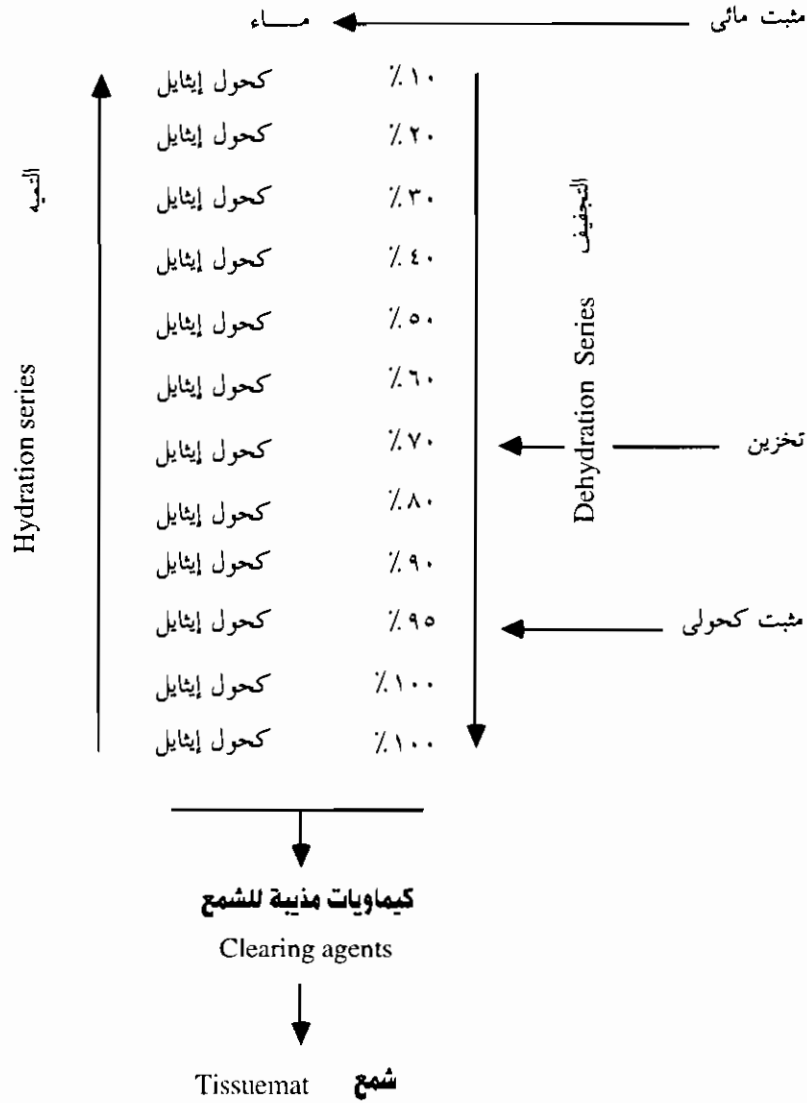 مثبت مائى ماء
٪١٠ كحول إيثايل
٪٢٠ كحول إيثايل
٪٣٠ كحول إيثايل
٪٤٠ كحول إيثايل
٪٥٠ كحول إيثايل
٪٦٠ كحول إيثايل
تخزين ٪٧٠ كحول إيثايل
٪٨٠ كحول إيثايل
٪٩٠ كحول إيثايل
مثبت كحولى ٪٩٥ كحول إيثايل
٪١٠٠ كحول إيثايل
٪١٠٠ كحول إيثايل
التجفيف
Dehydration Series
التميه
Hydration series
كيماويات مذيبة للشمع
Clearing agents
شمع Tissuemat